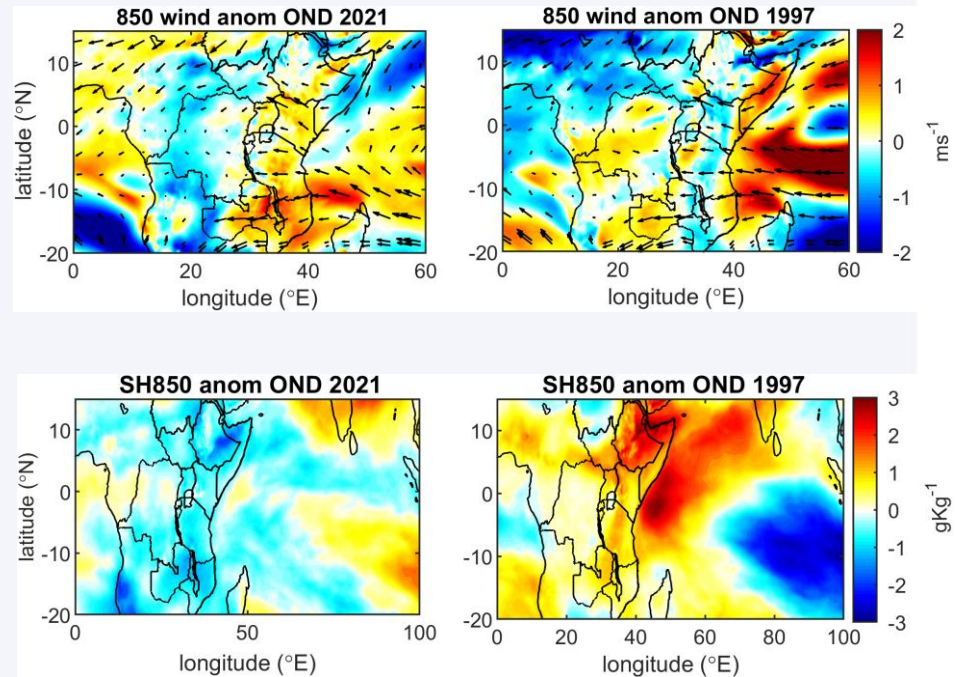 850 wind anom OND 2021
850 wind anom OND 1997
10
0
-10
-20
latitude (°N)
0 20 40 60
longitude (°E)
10
0
-10
-20
0 20 40 60
longitude (°E)
2
1
0
-1
-2
ms⁻¹
SH850 anom OND 2021
SH850 anom OND 1997
10
0
-10
-20
latitude (°N)
0 50 100
longitude (°E)
10
0
-10
-20
0 20 40 60 80 100
longitude (°E)
3
2
1
0
-1
-2
-3
gKg⁻¹